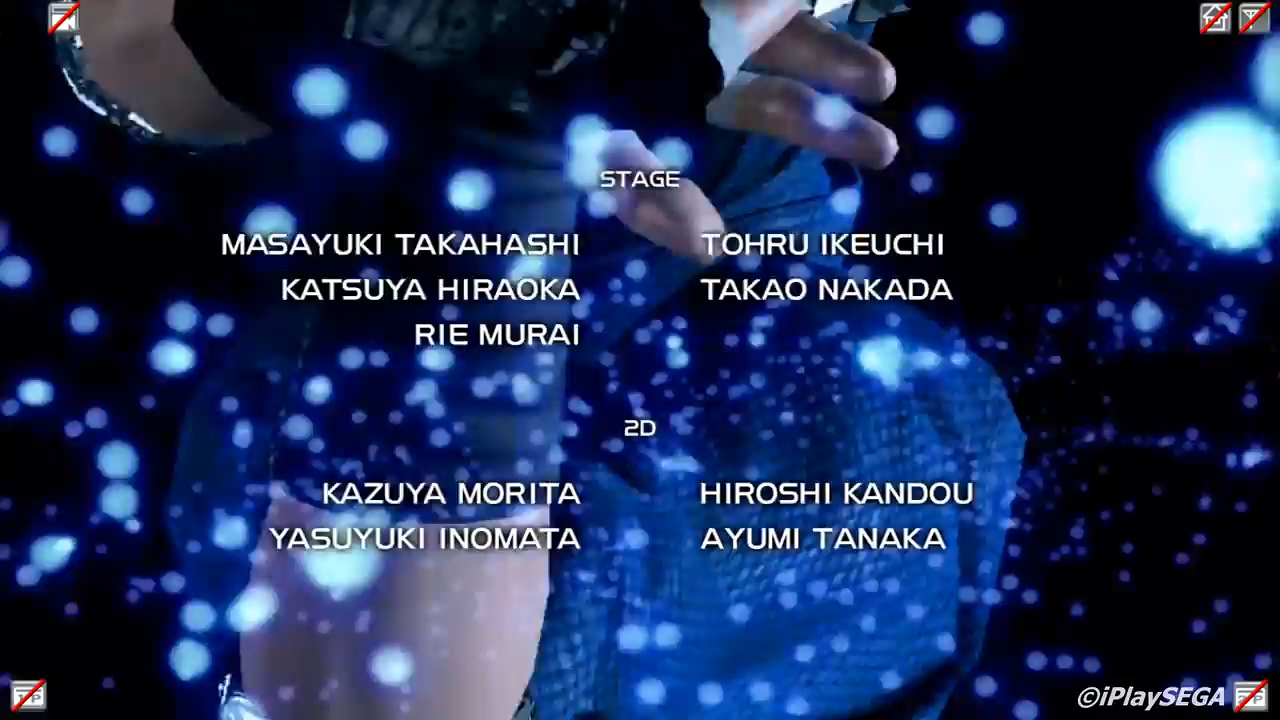 STAGE
MASAYUKI TAKAHASHI TOHRU IKEUCHI
KATSUYA HIRAOKA TAKAO NAKADA
RIE MURAI
2D
KAZUYA MORITA HIROSHI KANDOU
YASUYUKI INOMATA AYUMI TANAKA
©iPlaySEGA